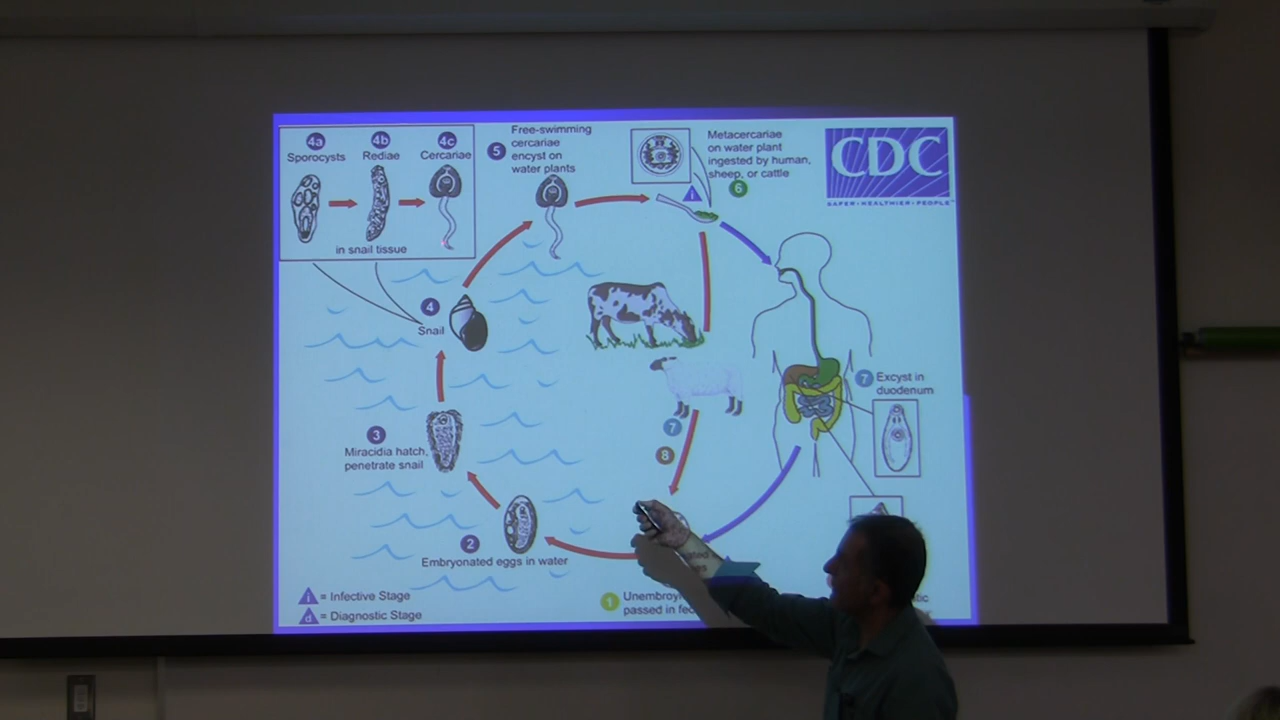 4a
Sporocysts
4b
Rediae
4c
Cercariae
in snail tissue
5
Free-swimming
cercariae
encyst on
water plants
Metacercariae
on water plant
ingested by human,
sheep, or cattle
6
i
CDC
SAFER·HEALTHIER·PEOPLE™
4
Snail
7
Excyst in
duodenum
3
Miracidia hatch,
penetrate snail
7
8
2
Embryonated eggs in water
i = Infective Stage
d = Diagnostic Stage
1
passed in